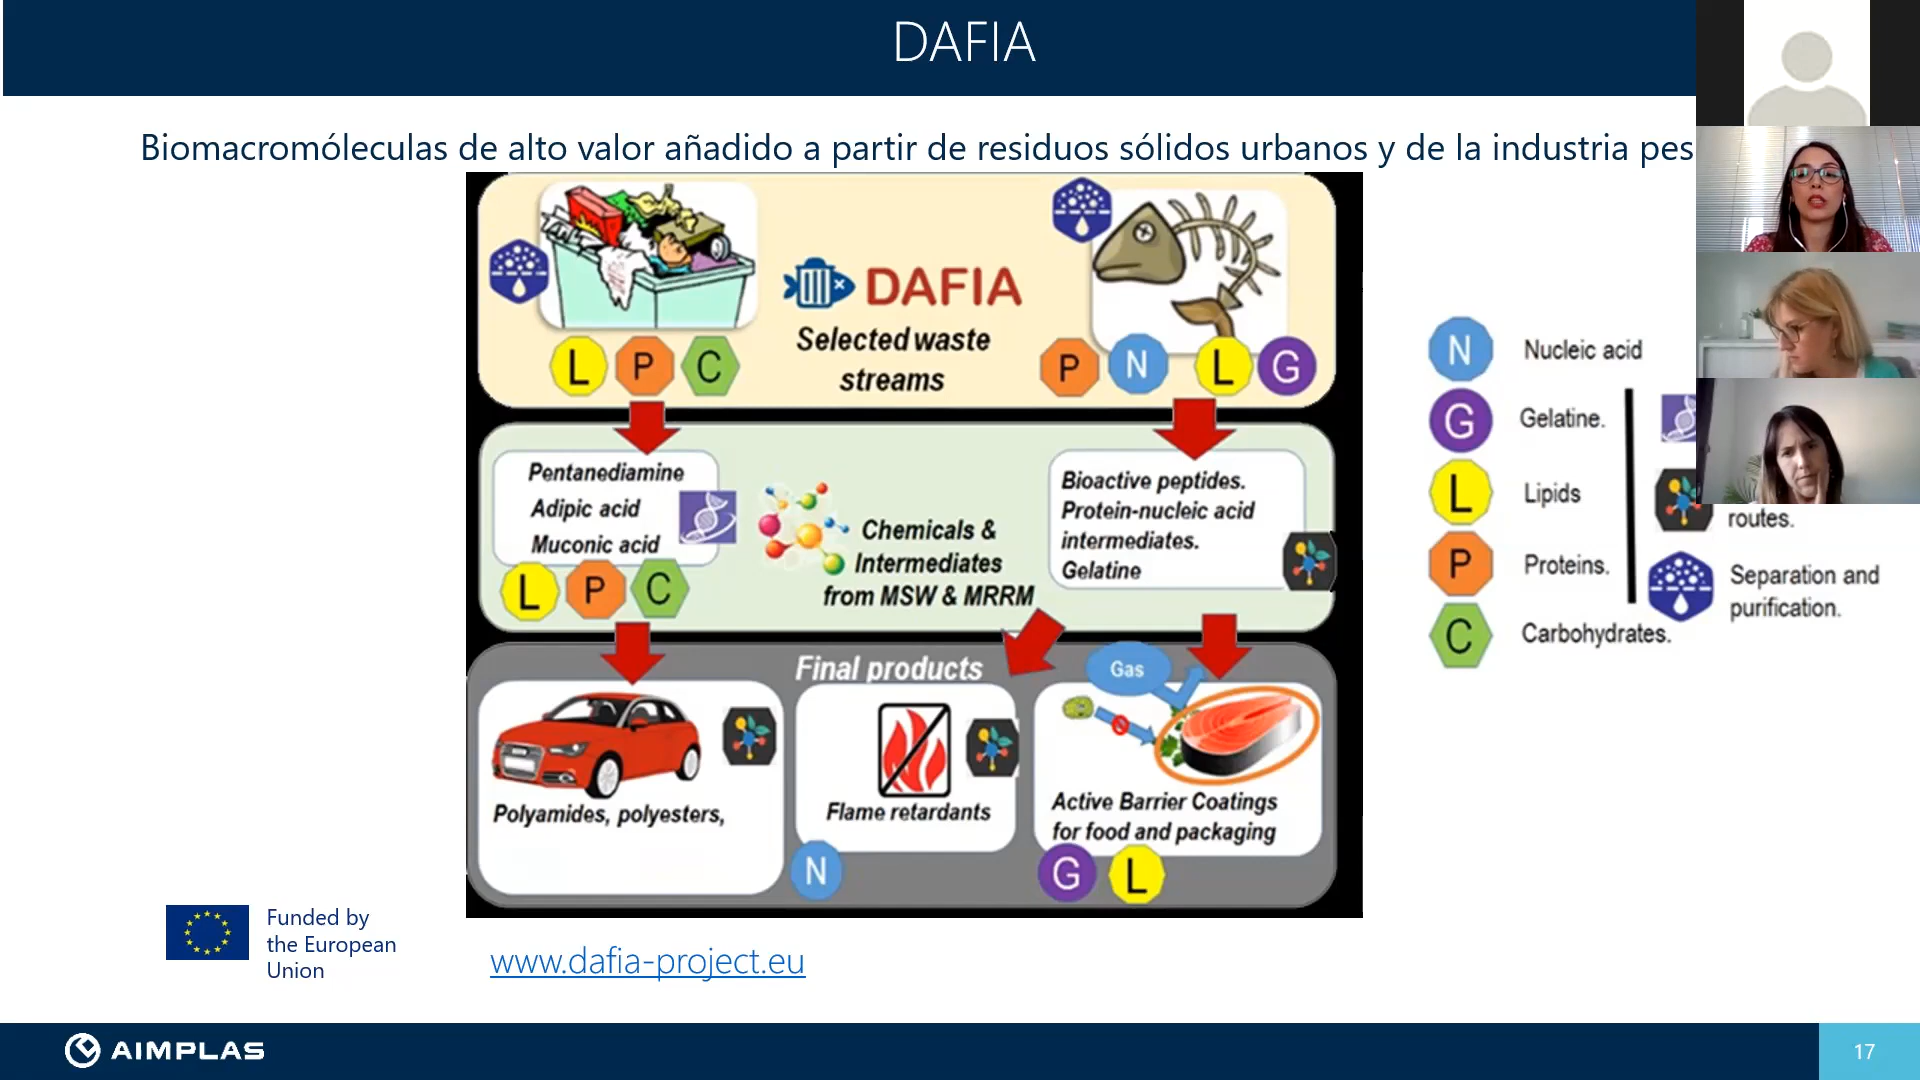 DAFIA
Biomacromóleculas de alto valor añadido a partir de residuos sólidos urbanos y de la industria pes
DAFIA
Selected waste
streams
L P C
P N L G
Pentanediamine
Adipic acid
Muconic acid
L P C
Chemicals &
Intermediates
from MSW & MRRM
Bioactive peptides.
Protein-nucleic acid
intermediates.
Gelatine
Final products
Polyamides, polyesters,
Flame retardants
N
Gas
Active Barrier Coatings
for food and packaging
G L
N Nucleic acid
G Gelatine.
L Lipids
P Proteins.
C Carbohydrates.
routes.
Separation and
purification.
Funded by
the European
Union
www.dafia-project.eu
AIMPLAS
17